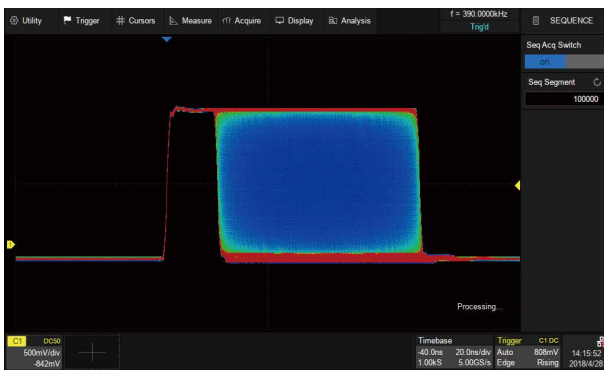 Utility Trigger Cursors Measure Acquire Display Analysis f = 390.0000kHz SEQUENCE
Trig'd
Seq Acq Switch
on
Seq Segment
100000
1
Processing...
C1 DC50
500mV/div
-842mV
Timebase
-40.0ns 20.0ns/div
1.00kS 5.00GS/s
Trigger C1 DC
Auto 808mV
Edge Rising
14:15:52
2018/4/28